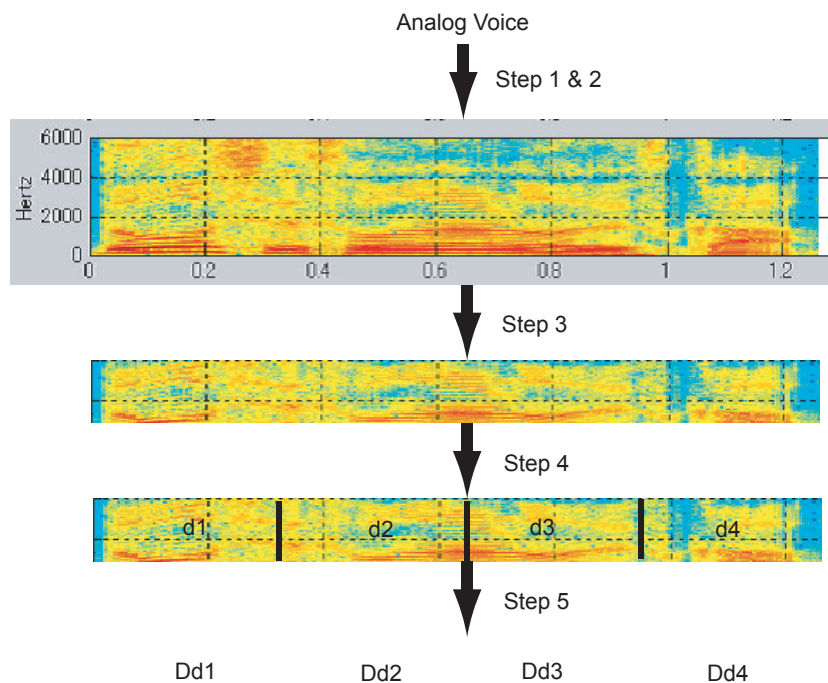 Analog Voice
Step 1 & 2
6000
4000
2000
0
Hertz
0 0.2 0.4 0.6 0.8 1 1.2
Step 3
Step 4
d1 d2 d3 d4
Step 5
Dd1 Dd2 Dd3 Dd4